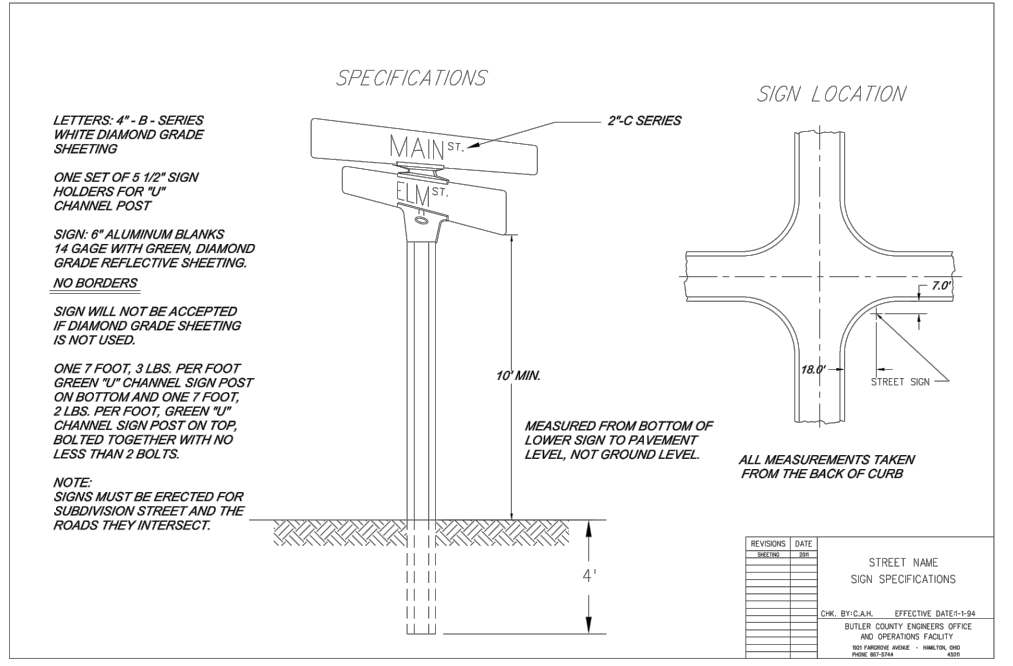 SPECIFICATIONS
LETTERS: 4" - B - SERIES
WHITE DIAMOND GRADE
SHEETING
ONE SET OF 5 1/2" SIGN
HOLDERS FOR "U"
CHANNEL POST
SIGN: 6" ALUMINUM BLANKS
14 GAGE WITH GREEN, DIAMOND
GRADE REFLECTIVE SHEETING.
NO BORDERS
SIGN WILL NOT BE ACCEPTED
IF DIAMOND GRADE SHEETING
IS NOT USED.
ONE 7 FOOT, 3 LBS. PER FOOT
GREEN "U" CHANNEL SIGN POST
ON BOTTOM AND ONE 7 FOOT,
2 LBS. PER FOOT, GREEN "U"
CHANNEL SIGN POST ON TOP,
BOLTED TOGETHER WITH NO
LESS THAN 2 BOLTS.
NOTE:
SIGNS MUST BE ERECTED FOR
SUBDIVISION STREET AND THE
ROADS THEY INTERSECT.
2"-C SERIES
MAIN ST.
ELM ST.
10' MIN.
MEASURED FROM BOTTOM OF
LOWER SIGN TO PAVEMENT
LEVEL, NOT GROUND LEVEL.
4'
SIGN LOCATION
7.0'
18.0'
STREET SIGN
ALL MEASUREMENTS TAKEN
FROM THE BACK OF CURB
REVISIONS DATE
SHEETING 2011
STREET NAME
SIGN SPECIFICATIONS
CHK. BY:C.A.H. EFFECTIVE DATE:1-1-94
BUTLER COUNTY ENGINEERS OFFICE
AND OPERATIONS FACILITY
1921 FAIRGROVE AVENUE - HAMILTON, OHIO
PHONE 867-5744 45011